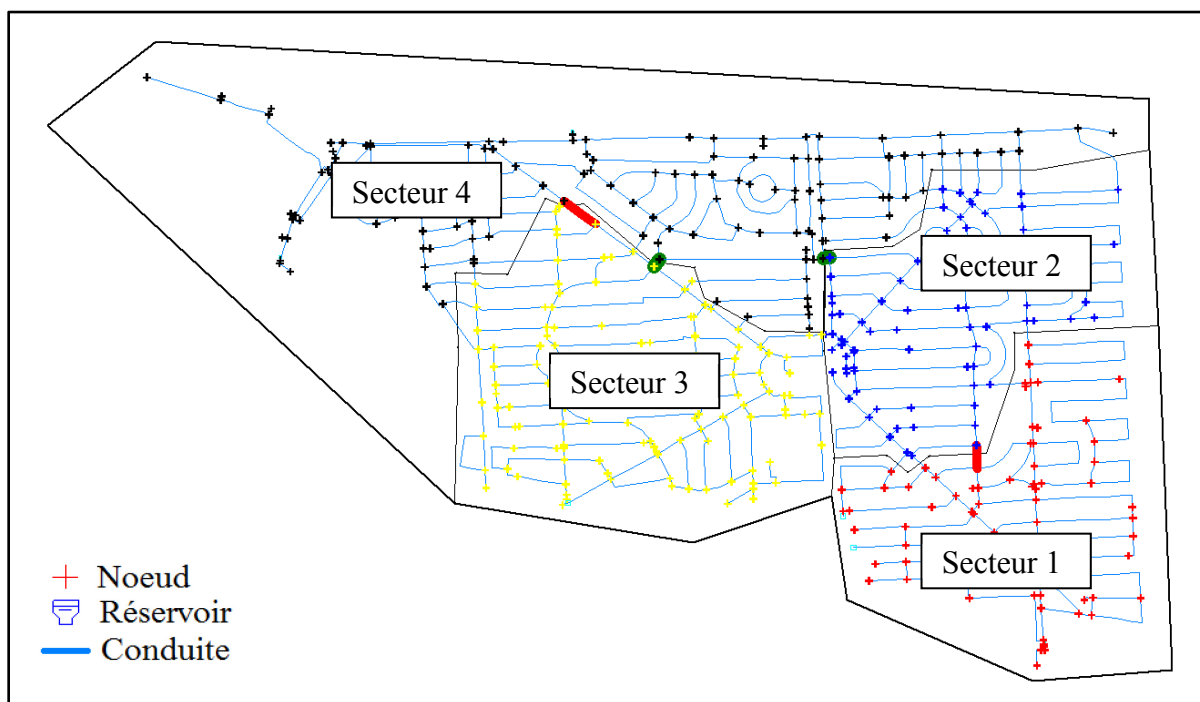 Secteur 4
Secteur 2
Secteur 3
Secteur 1
Noeud
Réservoir
Conduite